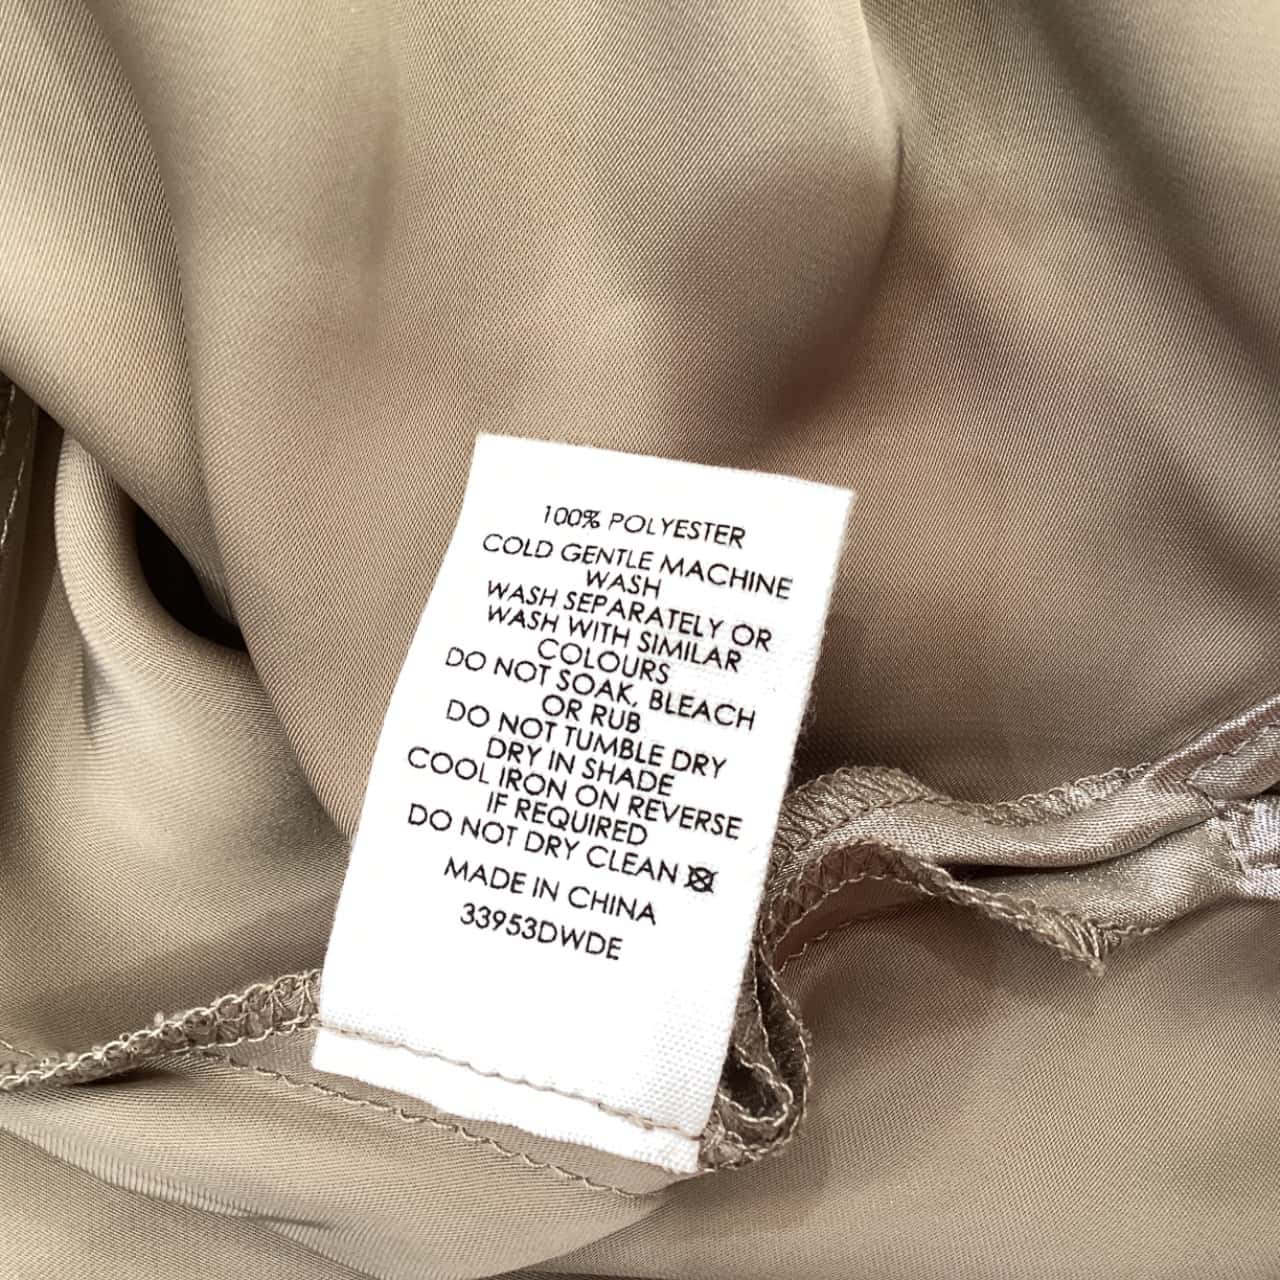 100% POLYESTER
COLD GENTLE MACHINE
WASH
WASH SEPARATELY OR
WASH WITH SIMILAR
COLOURS
DO NOT SOAK, BLEACH
OR RUB
DO NOT TUMBLE DRY
DRY IN SHADE
COOL IRON ON REVERSE
IF REQUIRED
DO NOT DRY CLEAN
MADE IN CHINA
33953DWDE